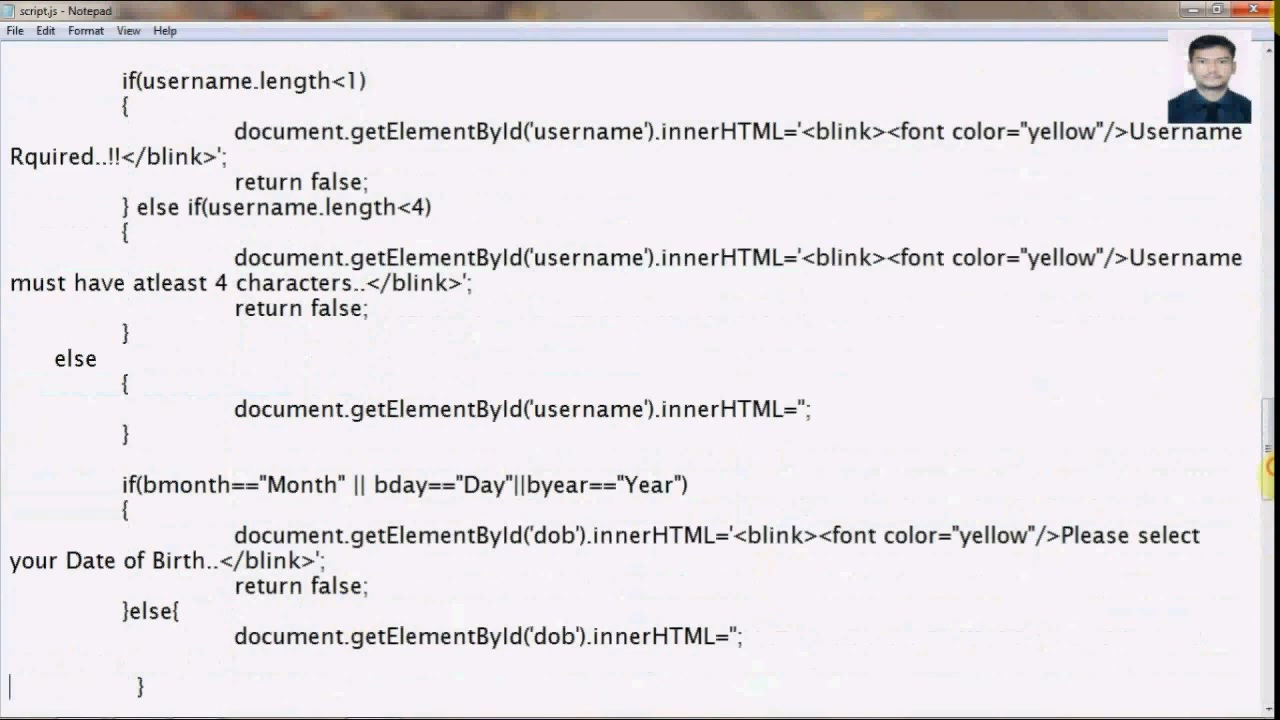 script.js - Notepad
File Edit Format View Help
if(username.length<1)
{
document.getElementById('username').innerHTML='<blink><font color="yellow"/>Username
Rquired..!!</blink>';
return false;
} else if(username.length<4)
{
document.getElementById('username').innerHTML='<blink><font color="yellow"/>Username
must have atleast 4 characters..</blink>';
return false;
}
else
{
document.getElementById('username').innerHTML='';
}
if(bmonth=="Month" || bday=="Day"||byear=="Year")
{
document.getElementById('dob').innerHTML='<blink><font color="yellow"/>Please select
your Date of Birth..</blink>';
return false;
}else{
document.getElementById('dob').innerHTML='';
}